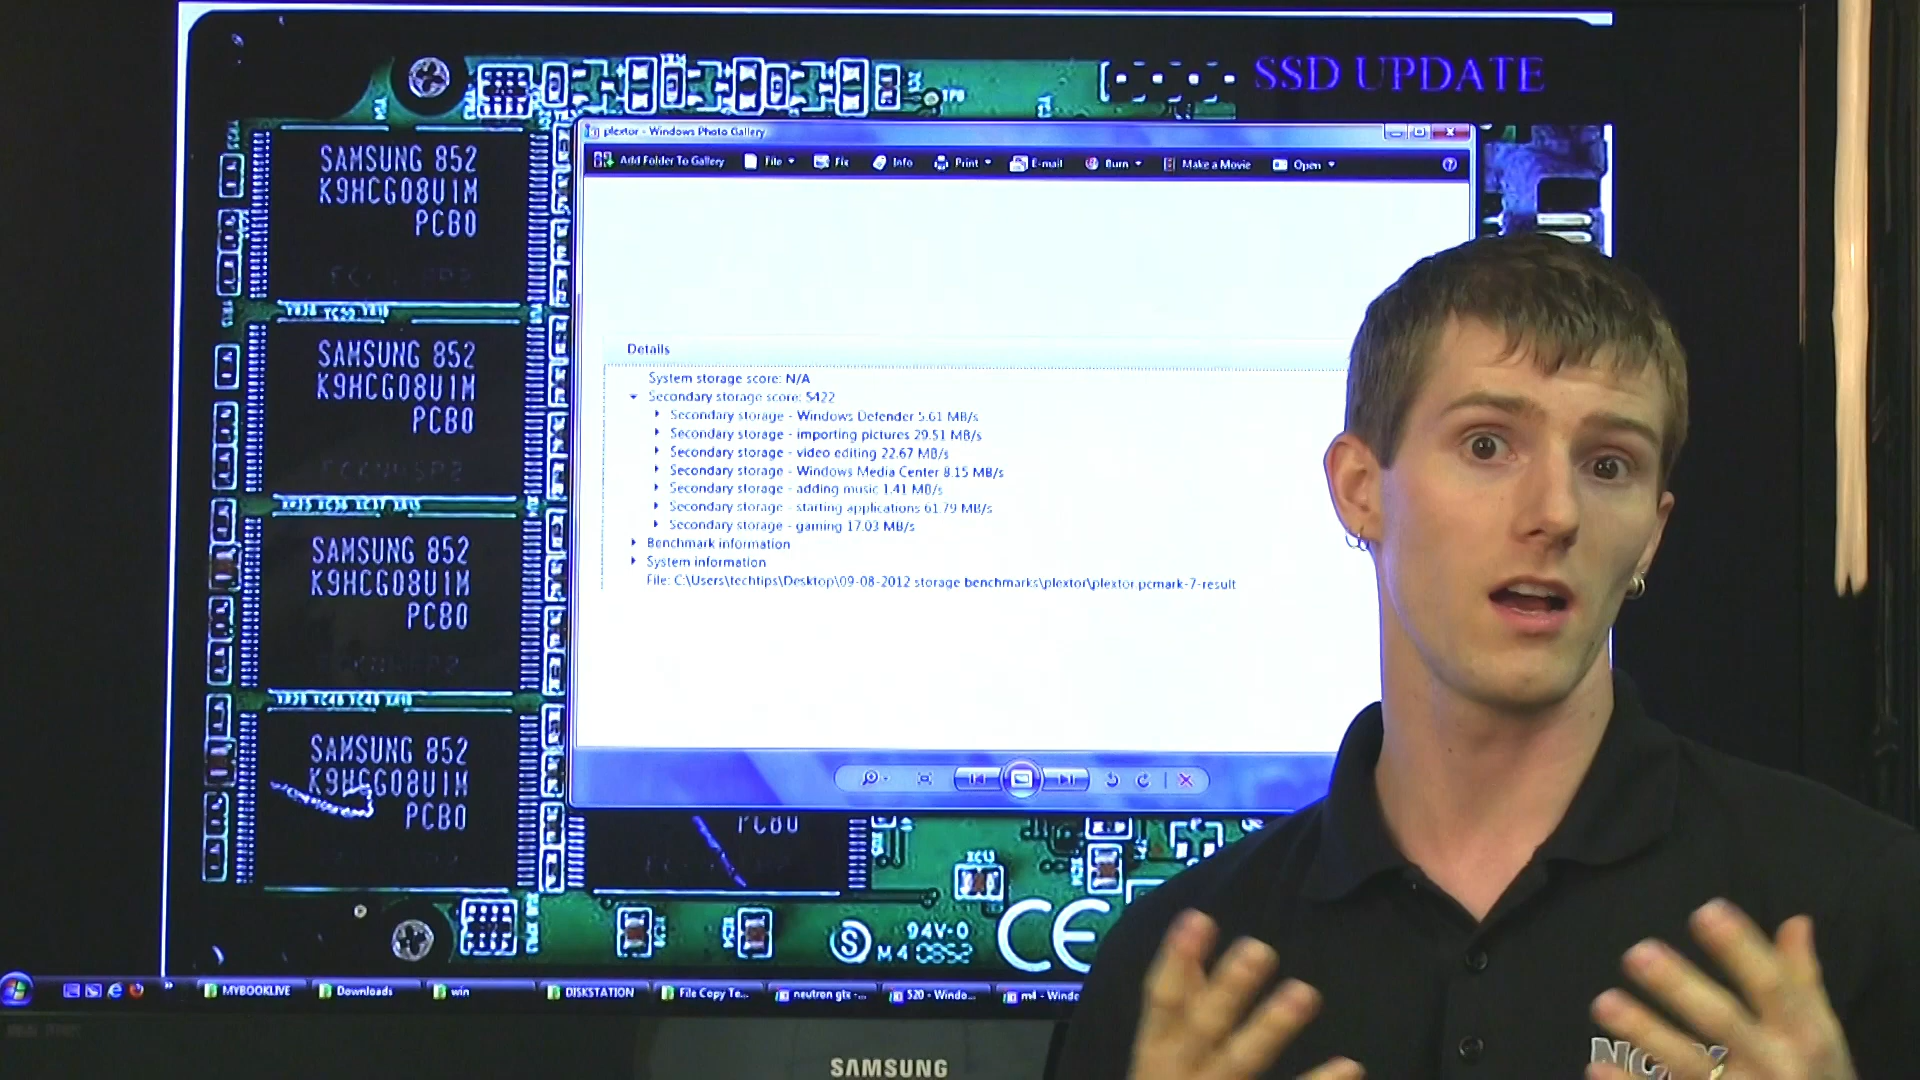 SSD UPDATE
SAMSUNG 852
K9HCG08U1M
PCB0
SAMSUNG 852
K9HCG08U1M
PCB0
SAMSUNG 852
K9HCG08U1M
PCB0
SAMSUNG 852
K9HCG08U1M
PCB0
plextor - Windows Photo Gallery
Add Folder To Gallery File Fix Info Print E-mail Burn Make a Movie Open
Details
System storage score: N/A
Secondary storage score: 5422
Secondary storage - Windows Defender 5.61 MB/s
Secondary storage - importing pictures 29.51 MB/s
Secondary storage - video editing 22.67 MB/s
Secondary storage - Windows Media Center 8.15 MB/s
Secondary storage - adding music 1.41 MB/s
Secondary storage - starting applications 61.79 MB/s
Secondary storage - gaming 17.03 MB/s
Benchmark information
System information
File: C:\Users\techtips\Desktop\09-08-2012 storage benchmarks\plextor\plextor pcmark-7-result
PCB0
94V-0
M4 0852
CE
MYBOOKLIVE Downloads win DISKSTATION File Copy Te... neutron gtx -... 520 - Windo... m4 - Windo
SAMSUNG